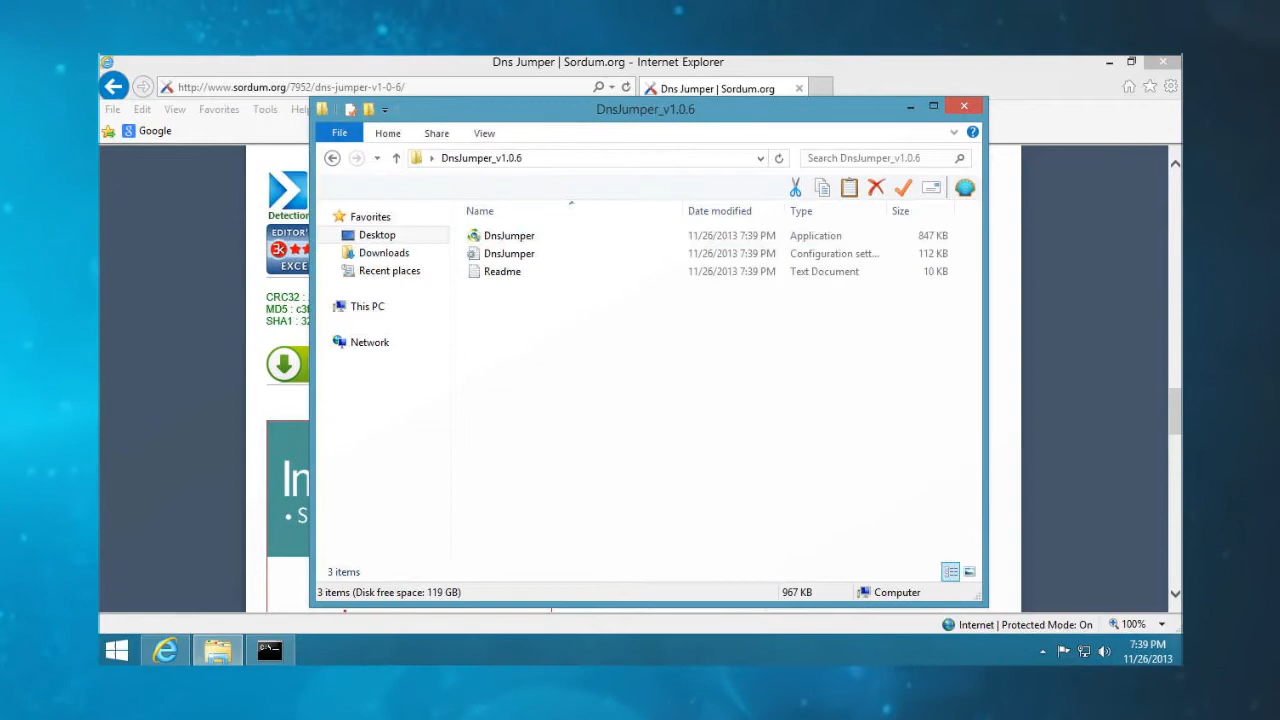 Dns Jumper | Sordum.org - Internet Explorer
http://www.sordum.org/7952/dns-jumper-v1-0-6/
Dns Jumper | Sordum.org
File Edit View Favorites Tools Help
Google
DnsJumper_v1.0.6
File Home Share View
DnsJumper_v1.0.6
Search DnsJumper_v1.0.6
Name Date modified Type Size
Favorites
Desktop
Downloads
Recent places
This PC
Network
DnsJumper 11/26/2013 7:39 PM Application 847 KB
DnsJumper 11/26/2013 7:39 PM Configuration sett... 112 KB
Readme 11/26/2013 7:39 PM Text Document 10 KB
Detection
EDITOR'S
3K
EXCE
CRC32 :
MD5 : c3
SHA1 : 32
In
• S
3 items
3 items (Disk free space: 119 GB) 967 KB Computer
Internet | Protected Mode: On 100%
7:39 PM
11/26/2013